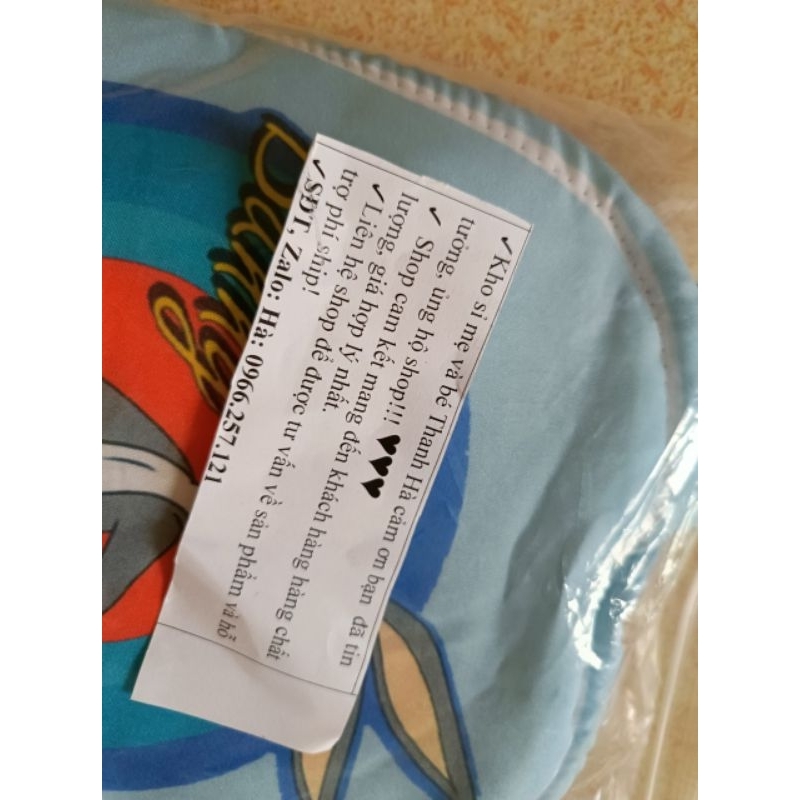 ✓Kho sỉ mẹ và bé Thanh Hà cảm ơn bạn đã tin
tưởng, ủng hộ shop!!! ♥♥♥
✓ Shop cam kết mang đến khách hàng hàng chất
lượng, giá hợp lý nhất.
✓Liên hệ shop để được tư vấn về sản phẩm và hỗ
trợ phí ship!
✓SĐT, Zalo: Hà: 0966.257.121